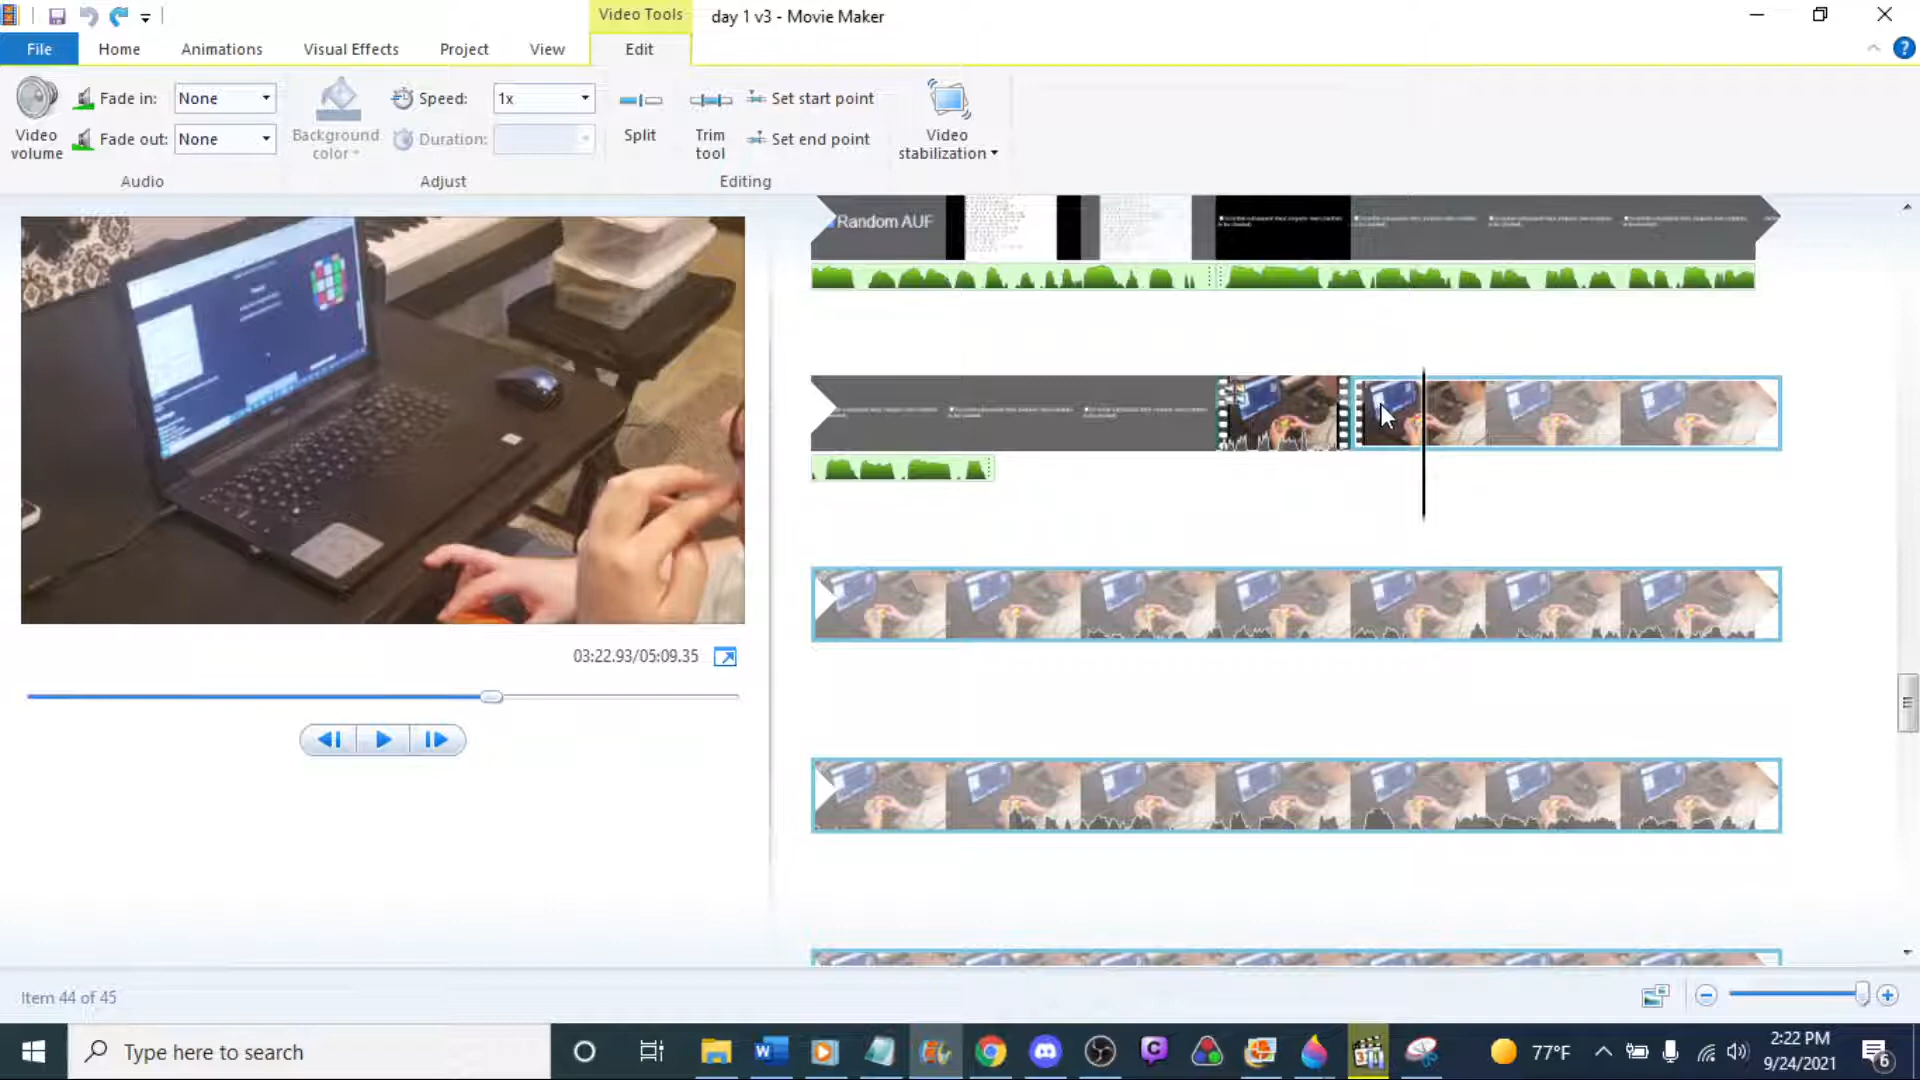 Video Tools
day 1 v3 - Movie Maker
File
Home
Animations
Visual Effects
Project
View
Edit
Video volume
Fade in:
None
Fade out:
None
Audio
Background color
Speed:
1x
Duration:
Adjust
Split
Trim tool
Set start point
Set end point
Editing
Video stabilization
Random AUF
03:22.93/05:09.35
Item 44 of 45
Type here to search
77°F
2:22 PM
9/24/2021
6